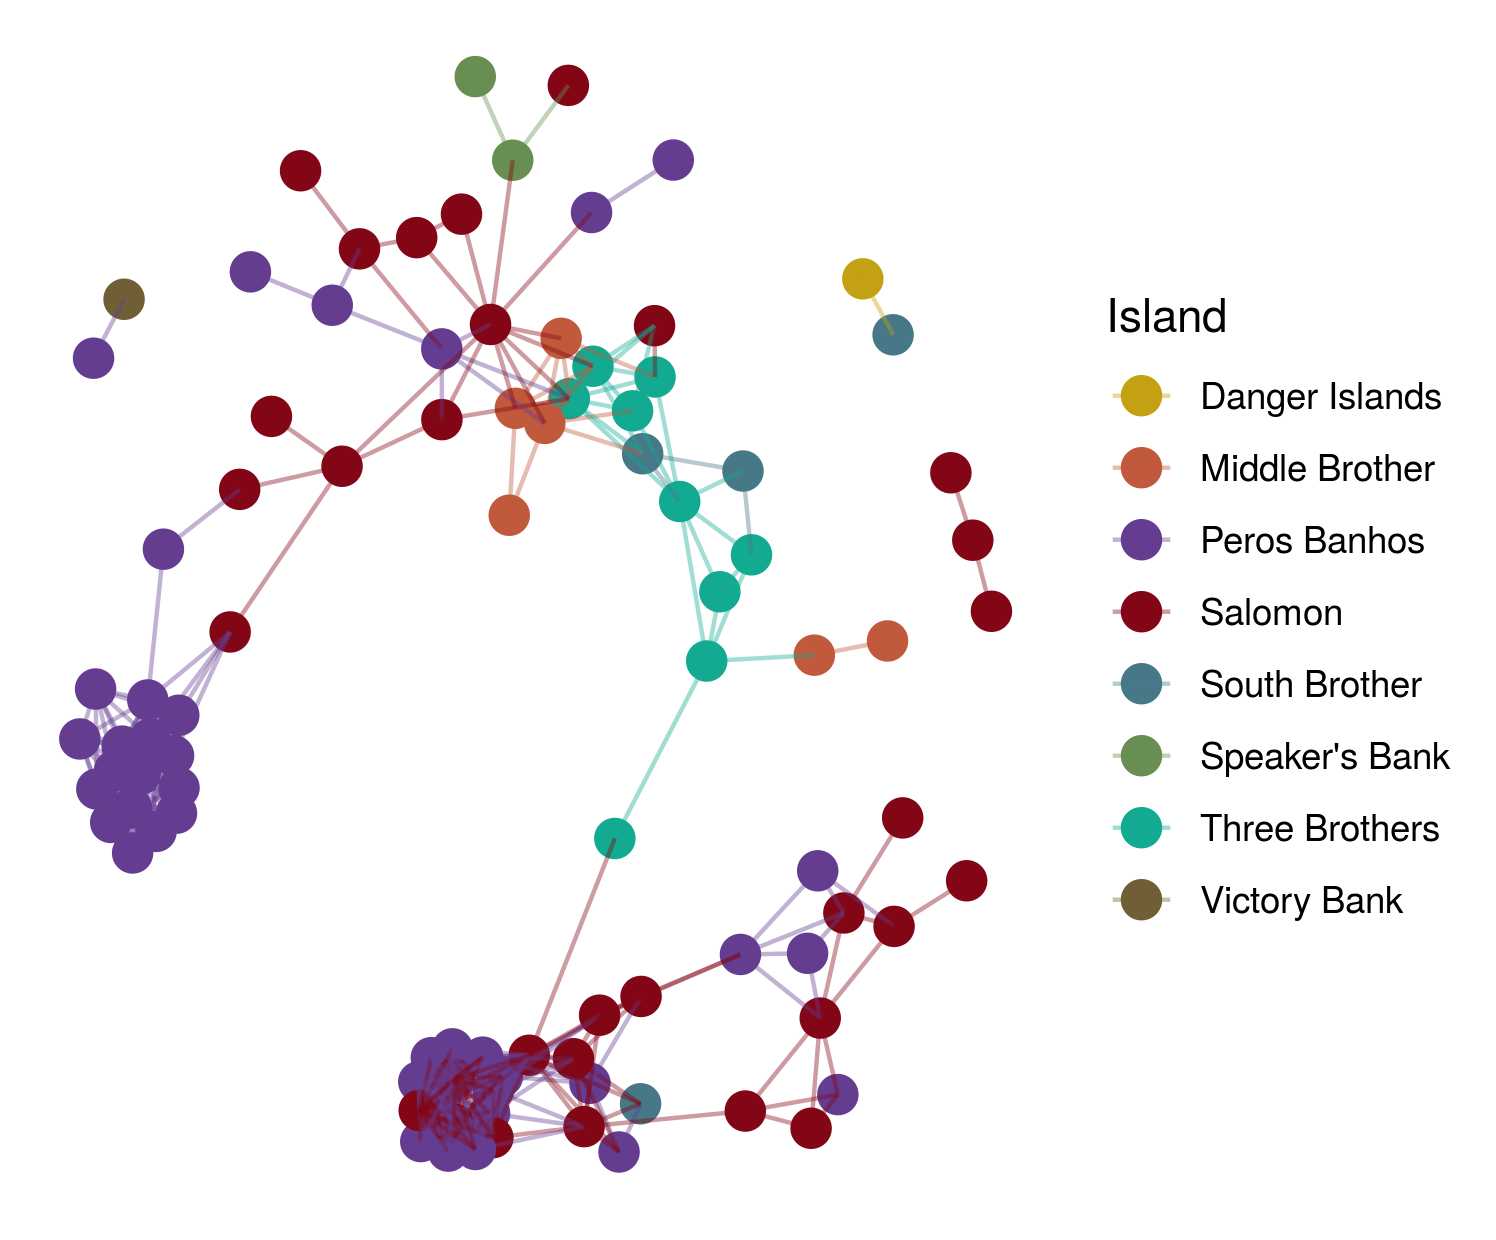 Island
Danger Islands
Middle Brother
Peros Banhos
Salomon
South Brother
Speaker's Bank
Three Brothers
Victory Bank